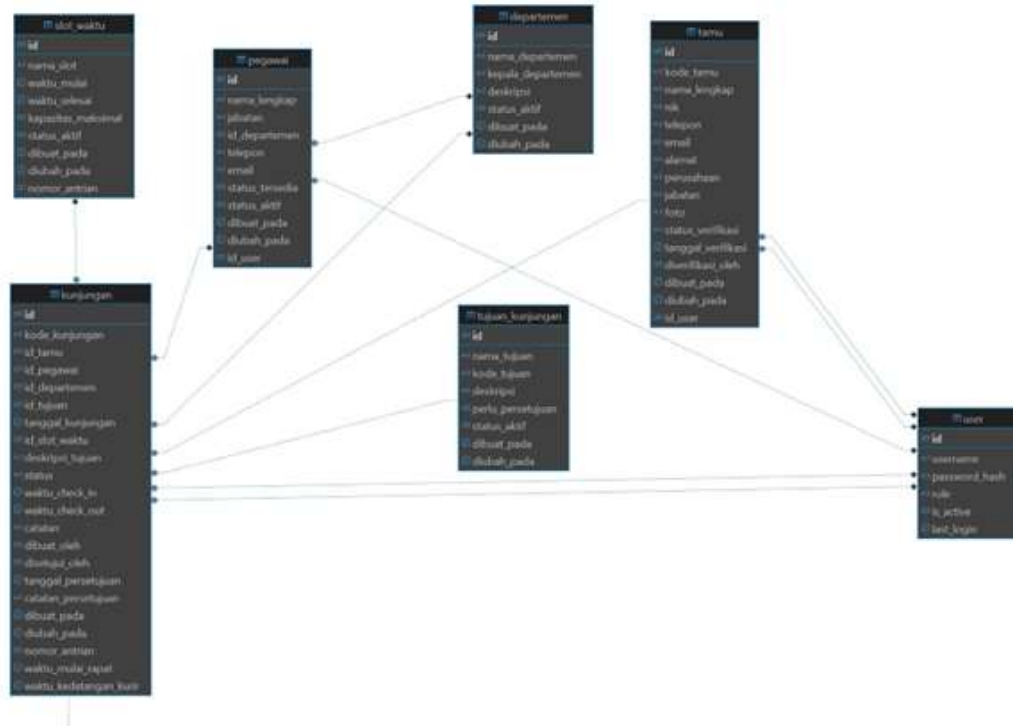 slot_waktu
id
nama_slot
waktu_mulai
waktu_selesai
kapasitas_maksimal
status_aktif
dibuat_pada
diubah_pada
nomor_antrian
pegawai
id
nama_lengkap
jabatan
id_departemen
telepon
email
status_tersedia
status_aktif
dibuat_pada
diubah_pada
id_user
departemen
id
nama_departemen
kepala_departemen
deskripsi
status_aktif
dibuat_pada
diubah_pada
tamu
id
kode_tamu
nama_lengkap
nik
telepon
email
alamat
perusahaan
jabatan
foto
status_verifikasi
tanggal_verifikasi
diverifikasi_oleh
dibuat_pada
diubah_pada
id_user
kunjungan
id
kode_kunjungan
id_tamu
id_pegawai
id_departemen
id_tujuan
tanggal_kunjungan
id_slot_waktu
deskripsi_tujuan
status
waktu_check_in
waktu_check_out
catatan
dibuat_oleh
disetujui_oleh
tanggal_persetujuan
catatan_persetujuan
dibuat_pada
diubah_pada
nomor_antrian
waktu_mulai_rapat
waktu_kedatangan_kurir
tujuan_kunjungan
id
nama_tujuan
kode_tujuan
deskripsi
perlu_persetujuan
status_aktif
dibuat_pada
diubah_pada
user
id
username
password_hash
role
is_active
last_login